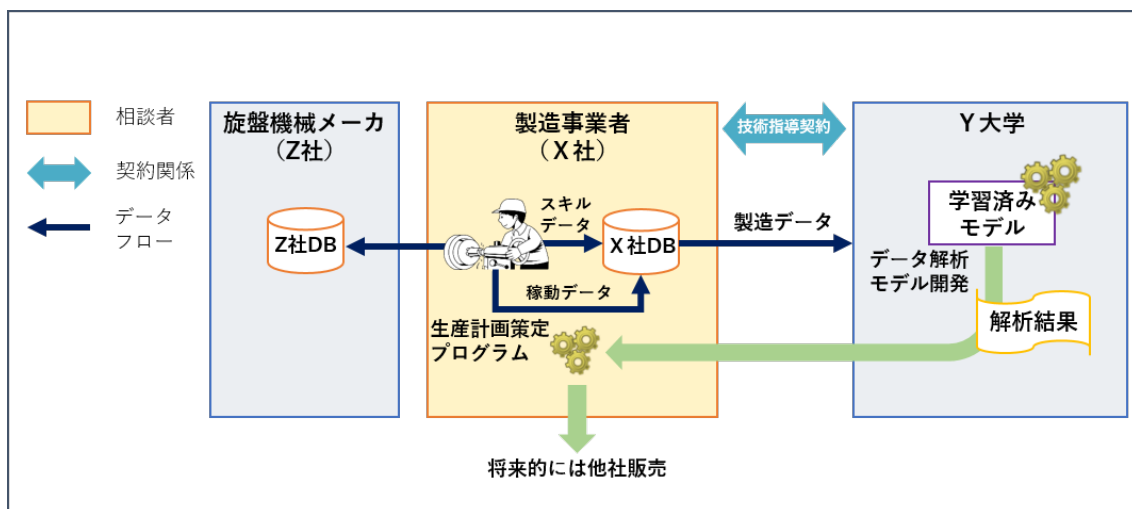 相談者
契約関係
データ
フロー
旋盤機械メーカ
（Z社）
Z社DB
製造事業者
（X社）
スキル
データ
X社DB
稼動データ
生産計画策定
プログラム
技術指導契約
製造データ
Y大学
学習済み
モデル
データ解析
モデル開発
解析結果
将来的には他社販売